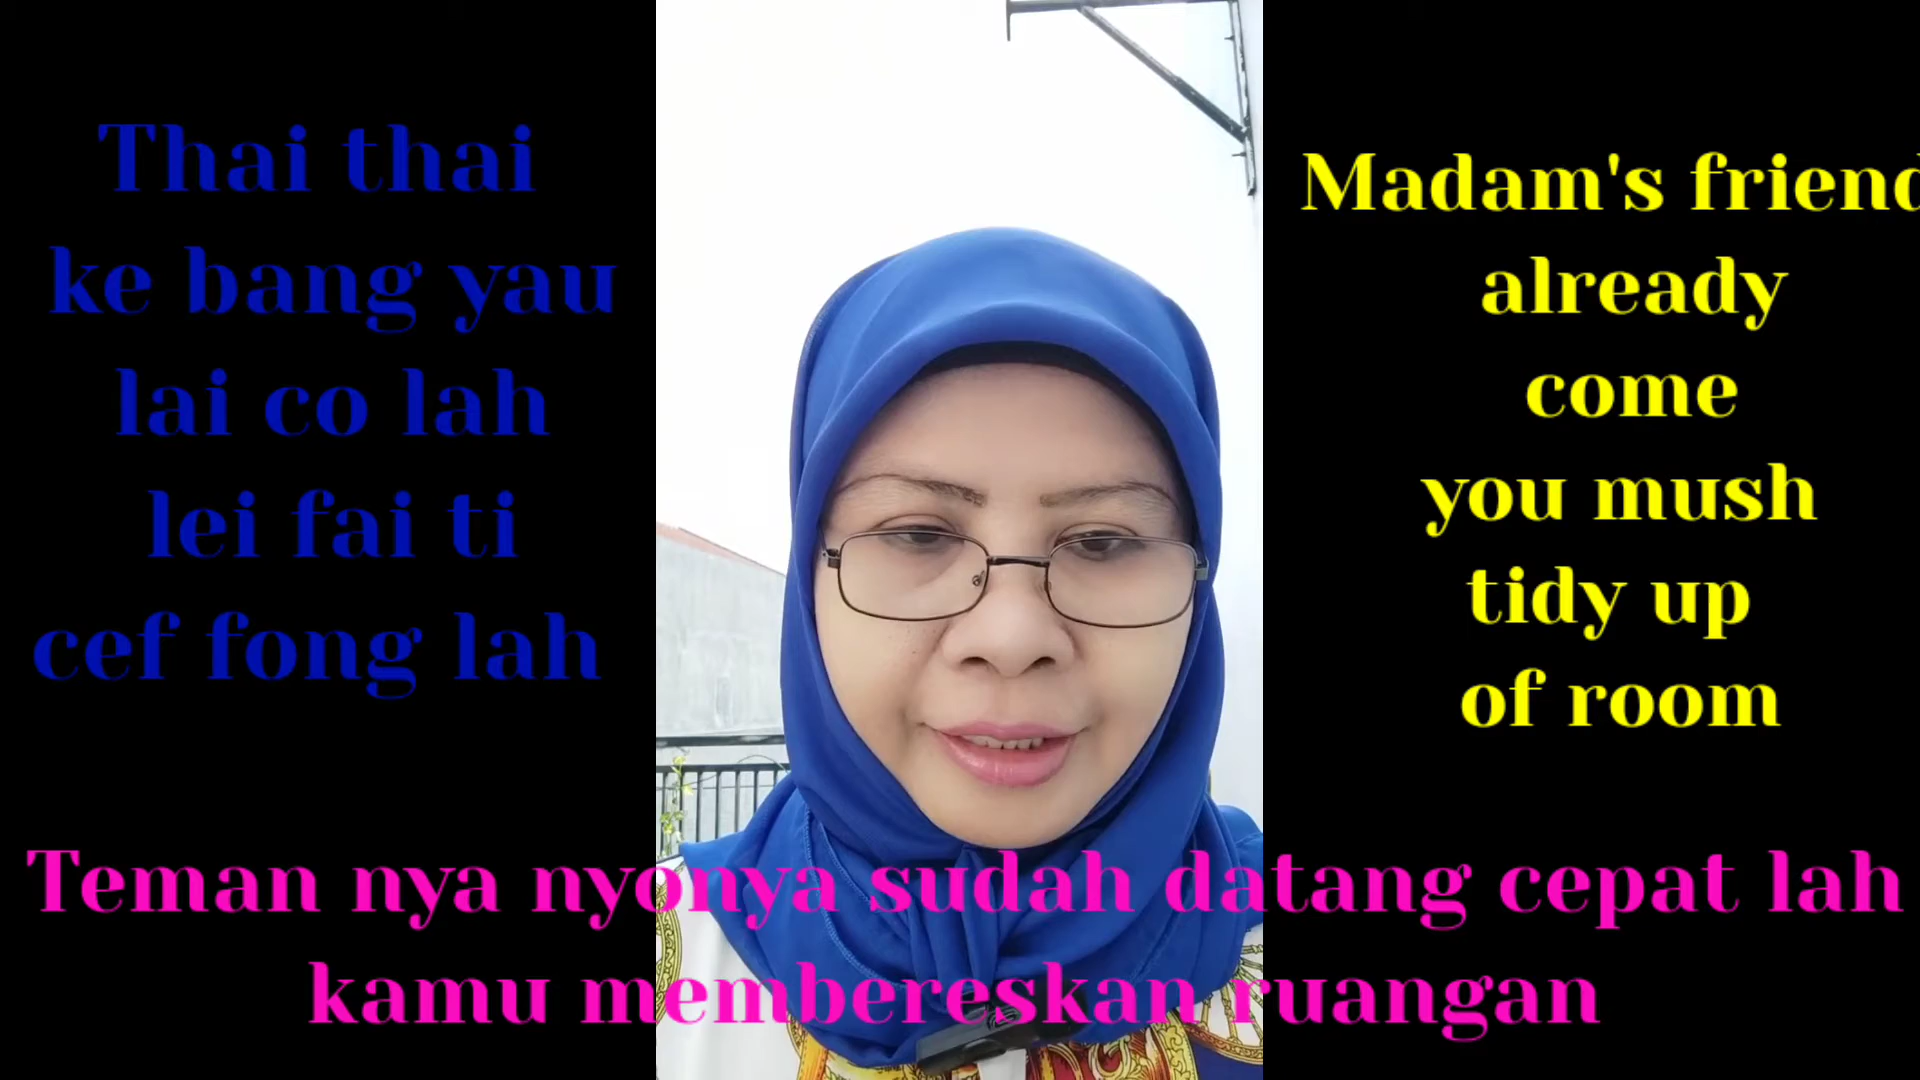 Thai thai
ke bang yau
lai co lah
lei fai ti
cef fong lah
Madam's friend
already
come
you mush
tidy up
of room
Teman nya nyonya sudah datang cepat lah
kamu membereskan ruangan